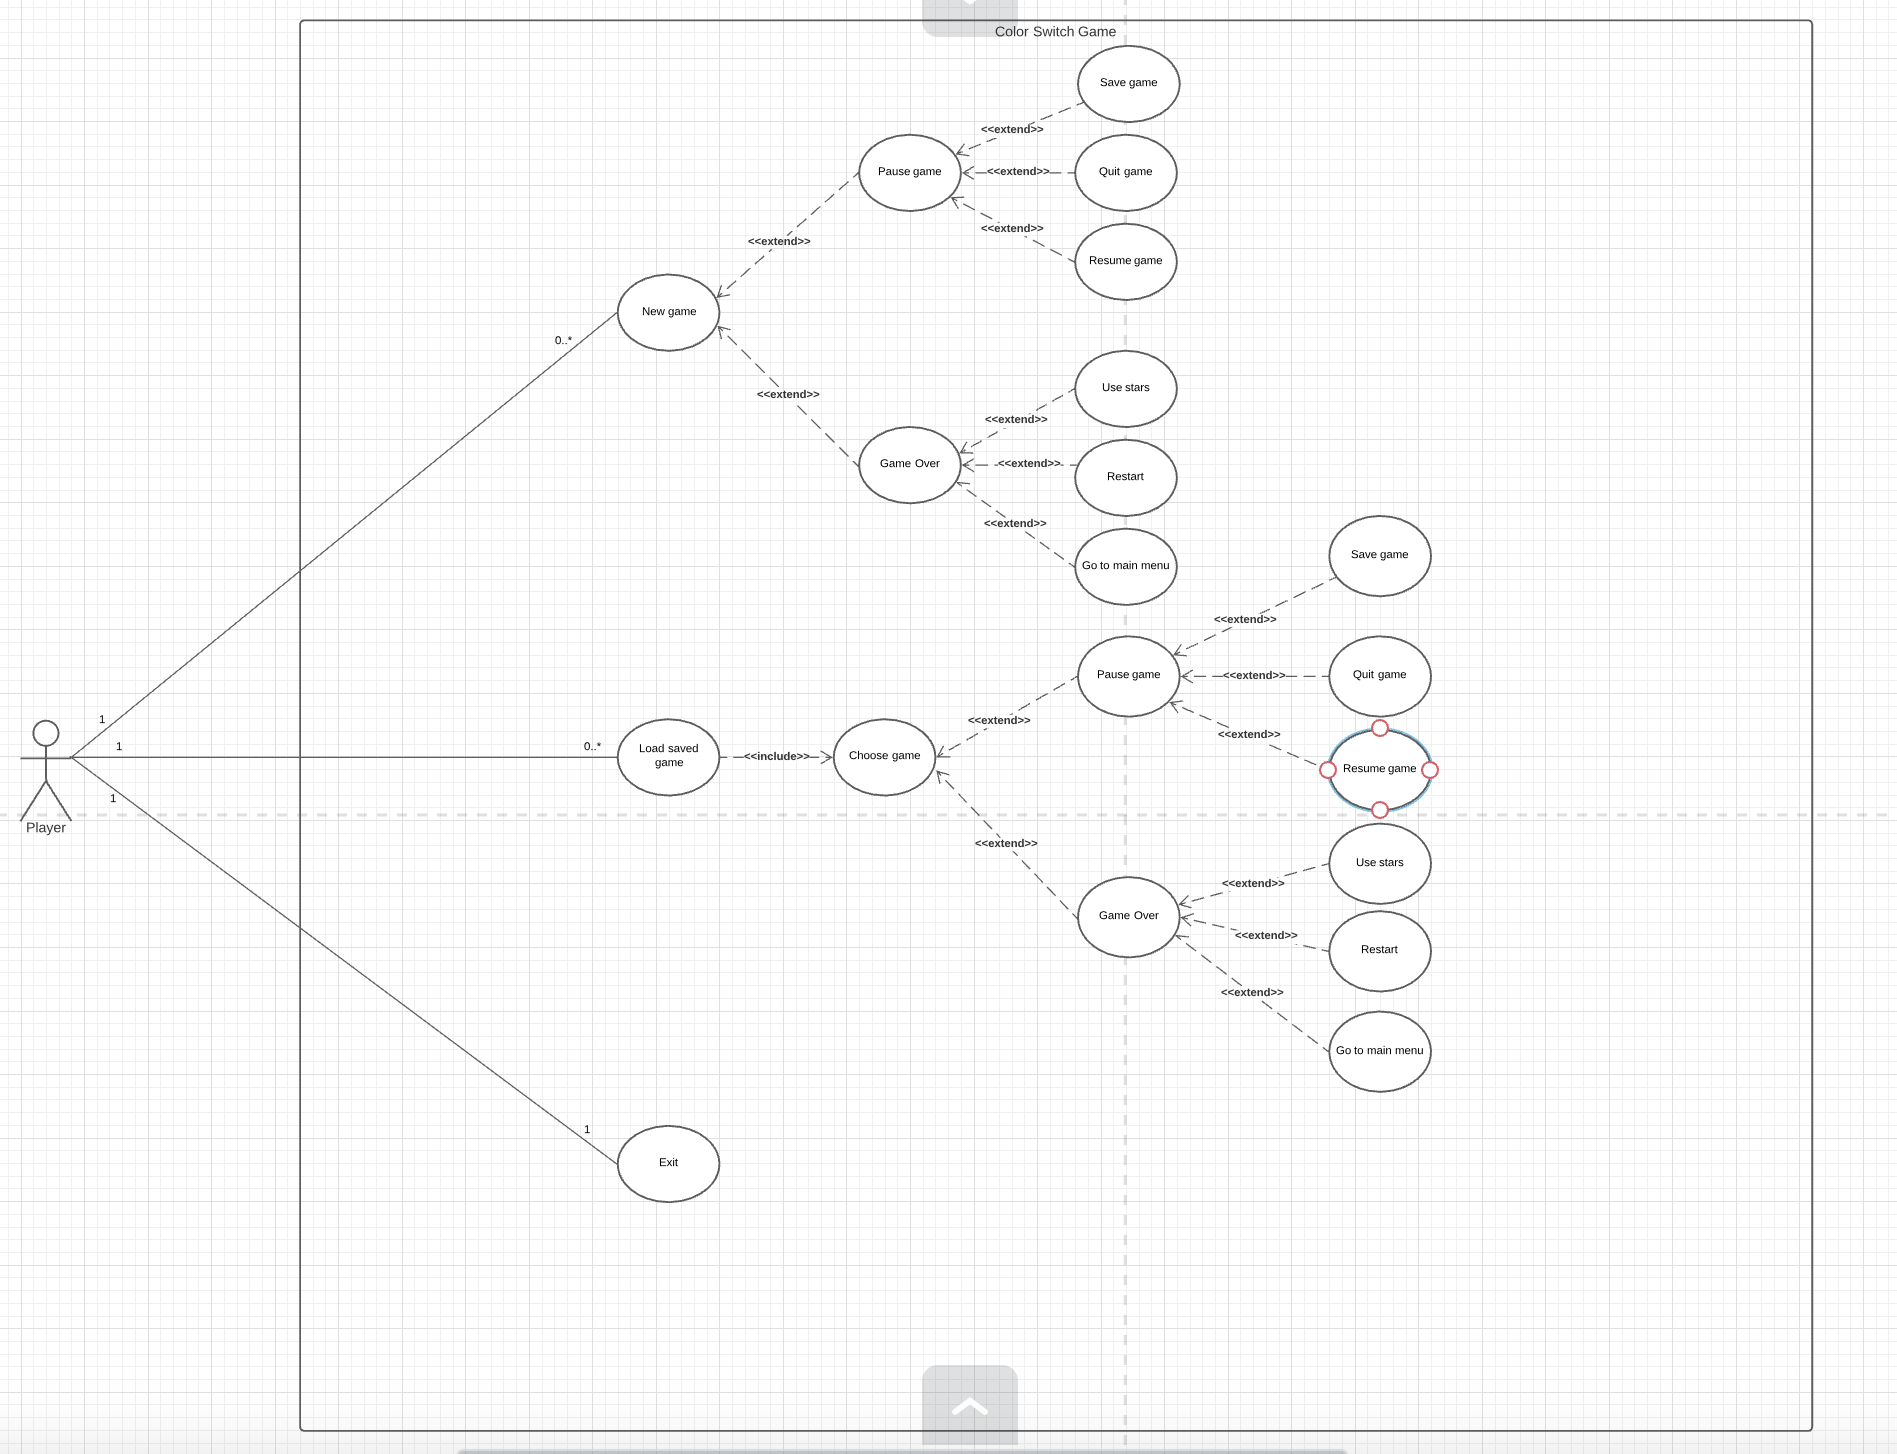 Color Switch Game
Save game
<<extend>>
Pause game
<<extend>>
Quit game
<<extend>>
Resume game
<<extend>>
New game
0..*
<<extend>>
Use stars
<<extend>>
Game Over
<<extend>>
Restart
<<extend>>
Go to main menu
Save game
<<extend>>
Pause game
<<extend>>
Quit game
<<extend>>
<<extend>>
Resume game
1
1
0..*
Load saved
game
<<include>>
Choose game
1
Player
<<extend>>
Use stars
<<extend>>
Game Over
<<extend>>
Restart
<<extend>>
Go to main menu
1
Exit